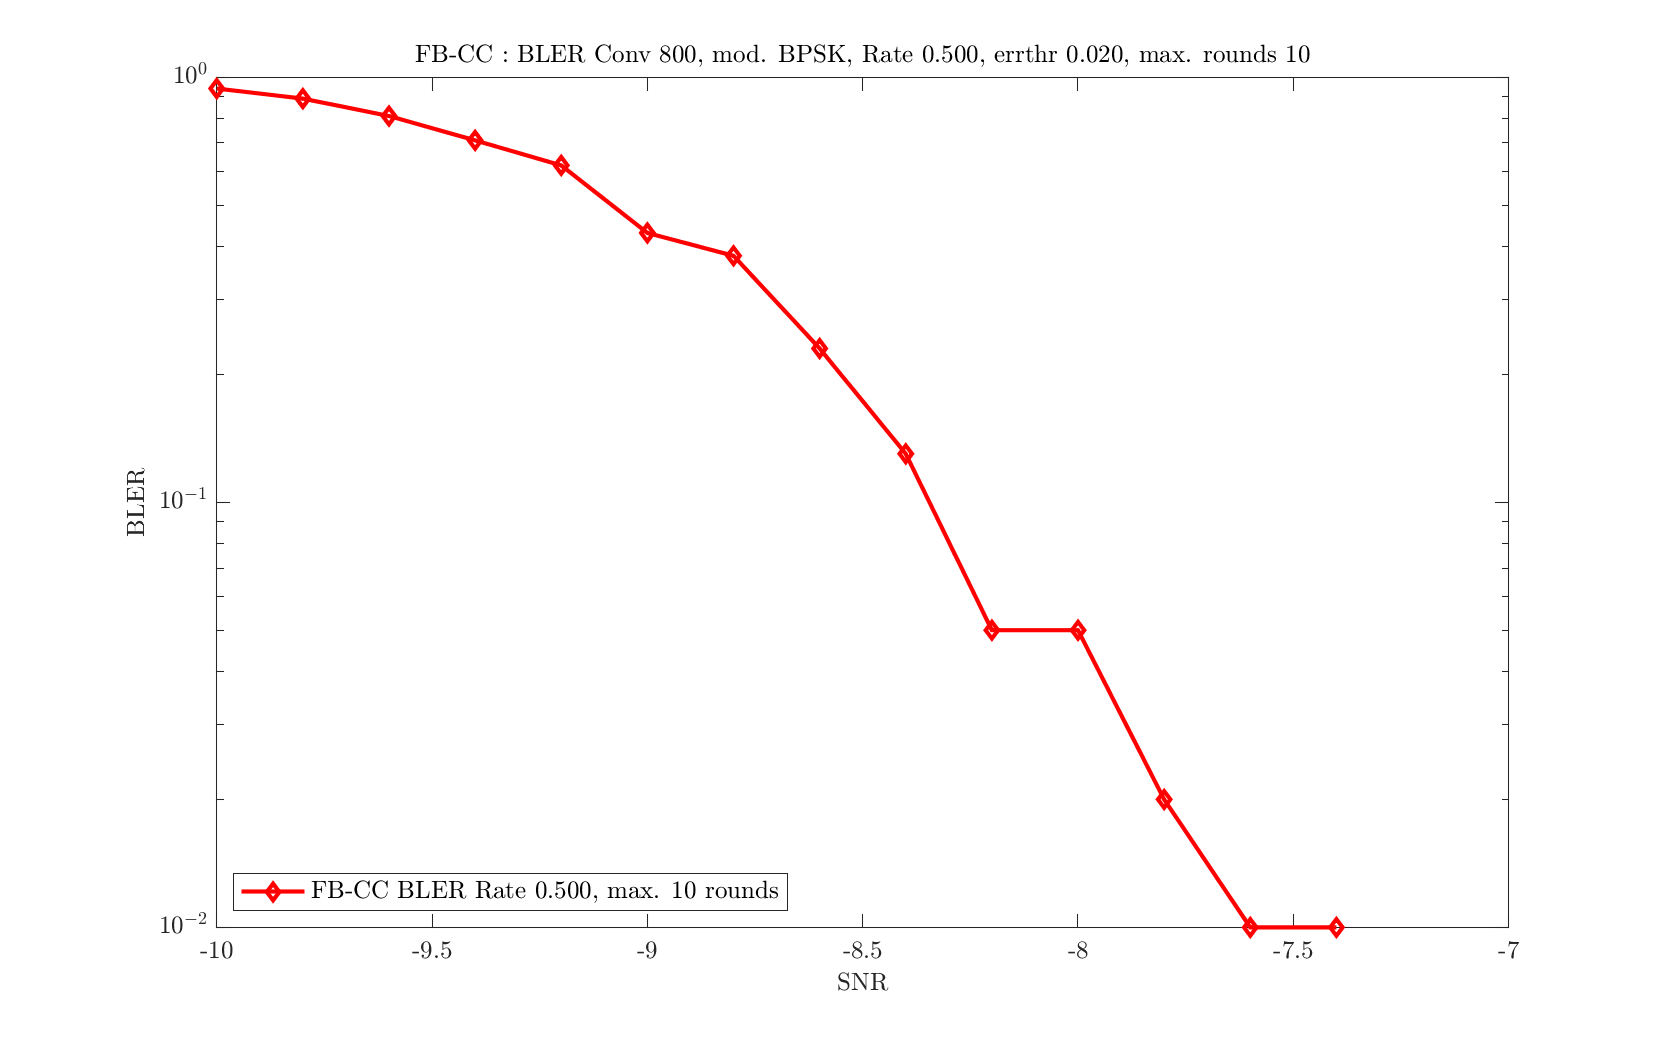 FB-CC : BLER Conv 800, mod. BPSK, Rate 0.500, errthr 0.020, max. rounds 10
10^0
10^-1
10^-2
BLER
FB-CC BLER Rate 0.500, max. 10 rounds
-10 -9.5 -9 -8.5 -8 -7.5 -7
SNR